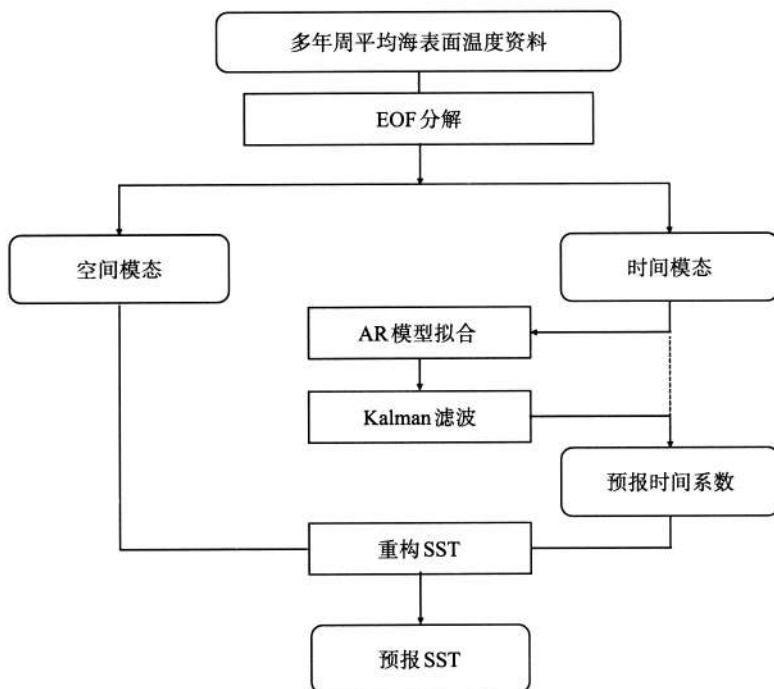 多年周平均海表面温度资料
EOF分解
空间模态
时间模态
AR模型拟合
Kalman滤波
预报时间系数
重构SST
预报SST